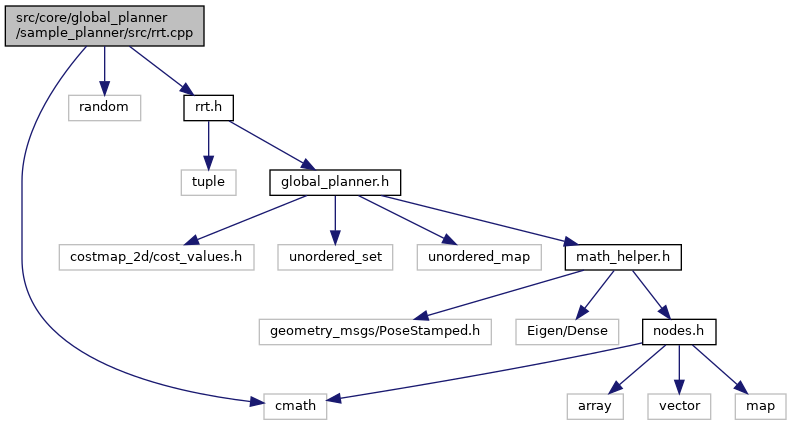 src/core/global_planner
/sample_planner/src/rrt.cpp
random
rrt.h
tuple
global_planner.h
costmap_2d/cost_values.h
unordered_set
unordered_map
math_helper.h
geometry_msgs/PoseStamped.h
Eigen/Dense
nodes.h
cmath
array
vector
map